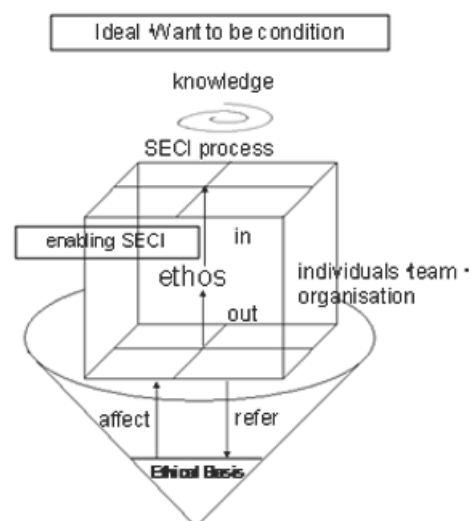 Ideal·Want to be condition
knowledge
SECI process
enabling SECI
in
ethos
individuals·team·
organisation
out
affect
refer
Ethical Basis